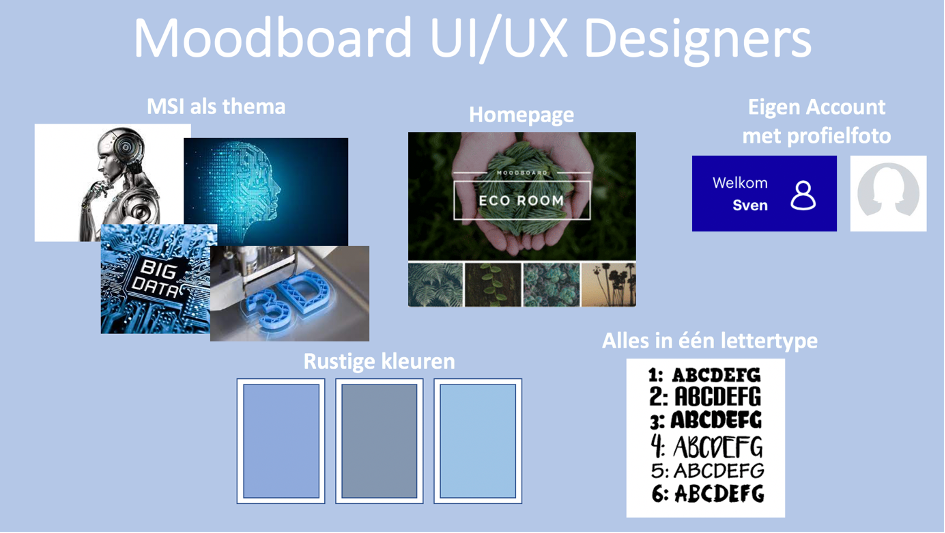 Moodboard UI/UX Designers
MSI als thema
BIG
DATA
3D
Homepage
MOODBOARD
ECO ROOM
Eigen Account
met profielfoto
Welkom
Sven
Rustige kleuren
Alles in één lettertype
1: ABCDEFG
2: ABCDEFG
3: ABCDEFG
4: ABCDEFG
5: ABCDEFG
6: ABCDEFG